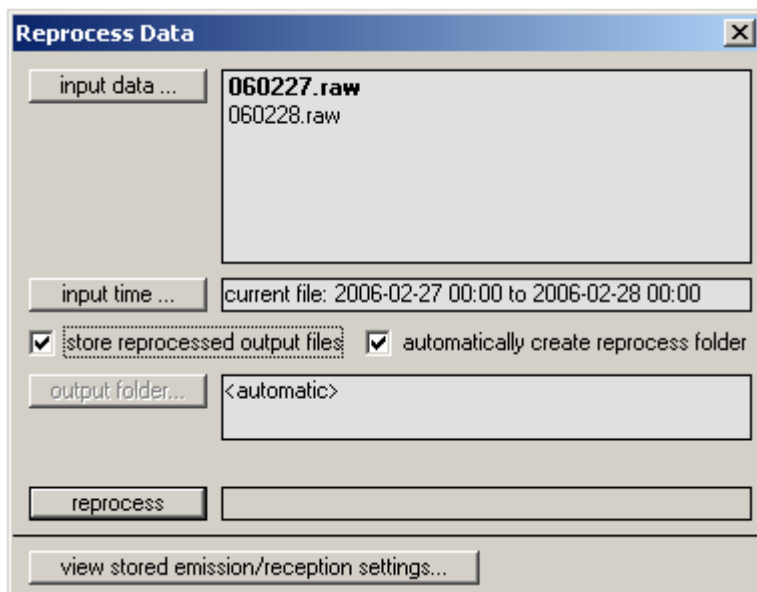 Reprocess Data
input data ...
060227.raw
060228.raw
input time ...
current file: 2006-02-27 00:00 to 2006-02-28 00:00
store reprocessed output files
automatically create reprocess folder
output folder...
<automatic>
reprocess
view stored emission/reception settings...